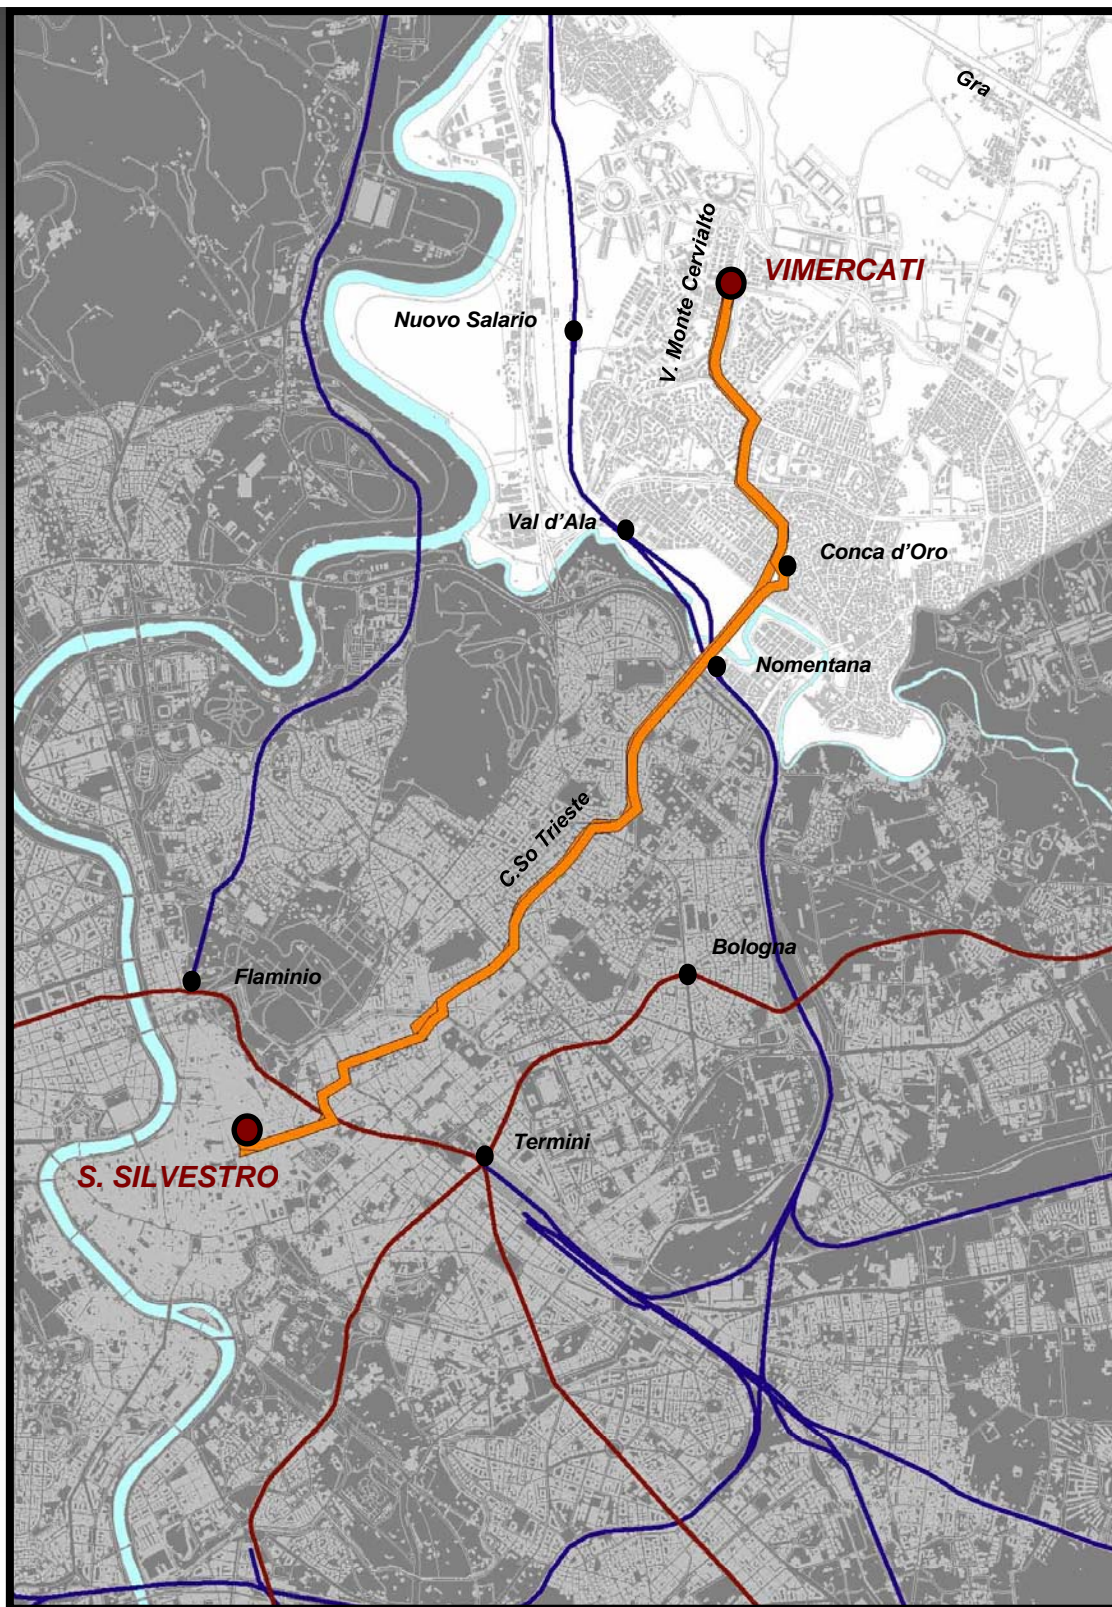 Gra
V. Monte Cervialto
VIMERCATI
Nuovo Salario
Val d'Ala
Conca d'Oro
Nomentana
C.So Trieste
Bologna
Flaminio
Termini
S. SILVESTRO